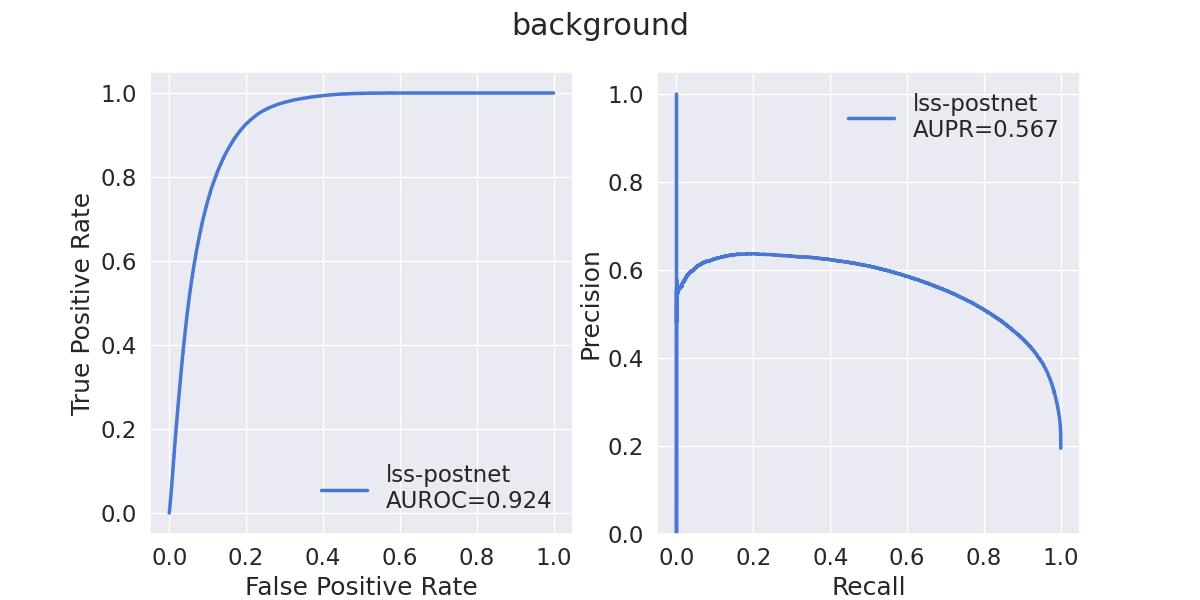 background
1.0
0.8
0.6
0.4
0.2
0.0
True Positive Rate
0.0 0.2 0.4 0.6 0.8 1.0
False Positive Rate
lss-postnet
AUROC=0.924
1.0
0.8
0.6
0.4
0.2
0.0
Precision
0.0 0.2 0.4 0.6 0.8 1.0
Recall
lss-postnet
AUPR=0.567